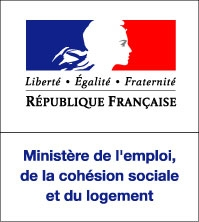 Liberté • Égalité • Fraternité
RÉPUBLIQUE FRANÇAISE
Ministère de l'emploi,
de la cohésion sociale
et du logement